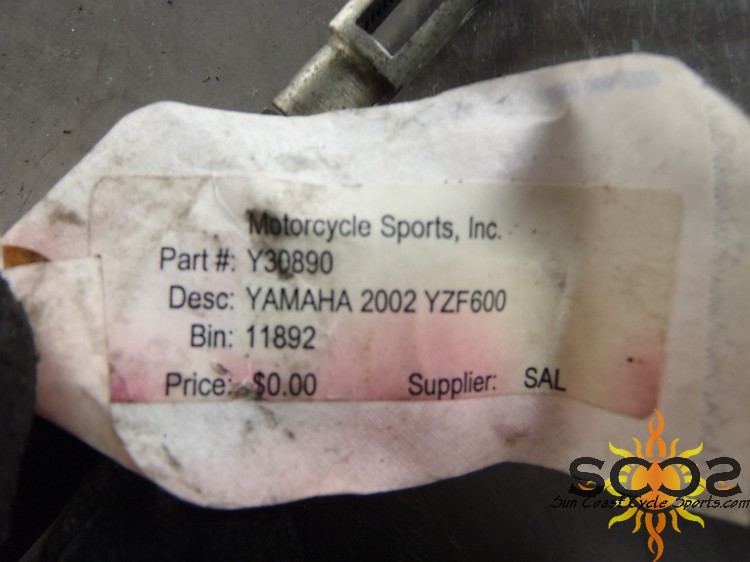 Motorcycle Sports, Inc.
Part #: Y30890
Desc: YAMAHA 2002 YZF600
Bin: 11892
Price: $0.00 Supplier: SAL
SCCS
Sun Coast Cycle Sports.com